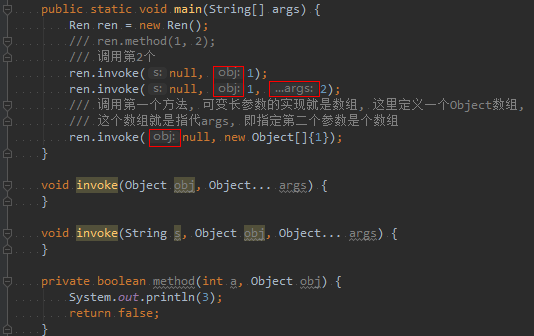 public static void main(String[] args) {
Ren ren = new Ren();
/// ren.method(1, 2);
/// 调用第2个
ren.invoke( s: null, obj: 1);
ren.invoke( s: null, obj: 1, ...args: 2);
/// 调用第一个方法, 可变长参数的实现就是数组, 这里定义一个Object数组,
/// 这个数组就是指代args, 即指定第二个参数是个数组
ren.invoke( obj: null, new Object[]{1});
}
void invoke(Object obj, Object... args) {
}
void invoke(String s, Object obj, Object... args) {
}
private boolean method(int a, Object obj) {
System.out.println(3);
return false;
}